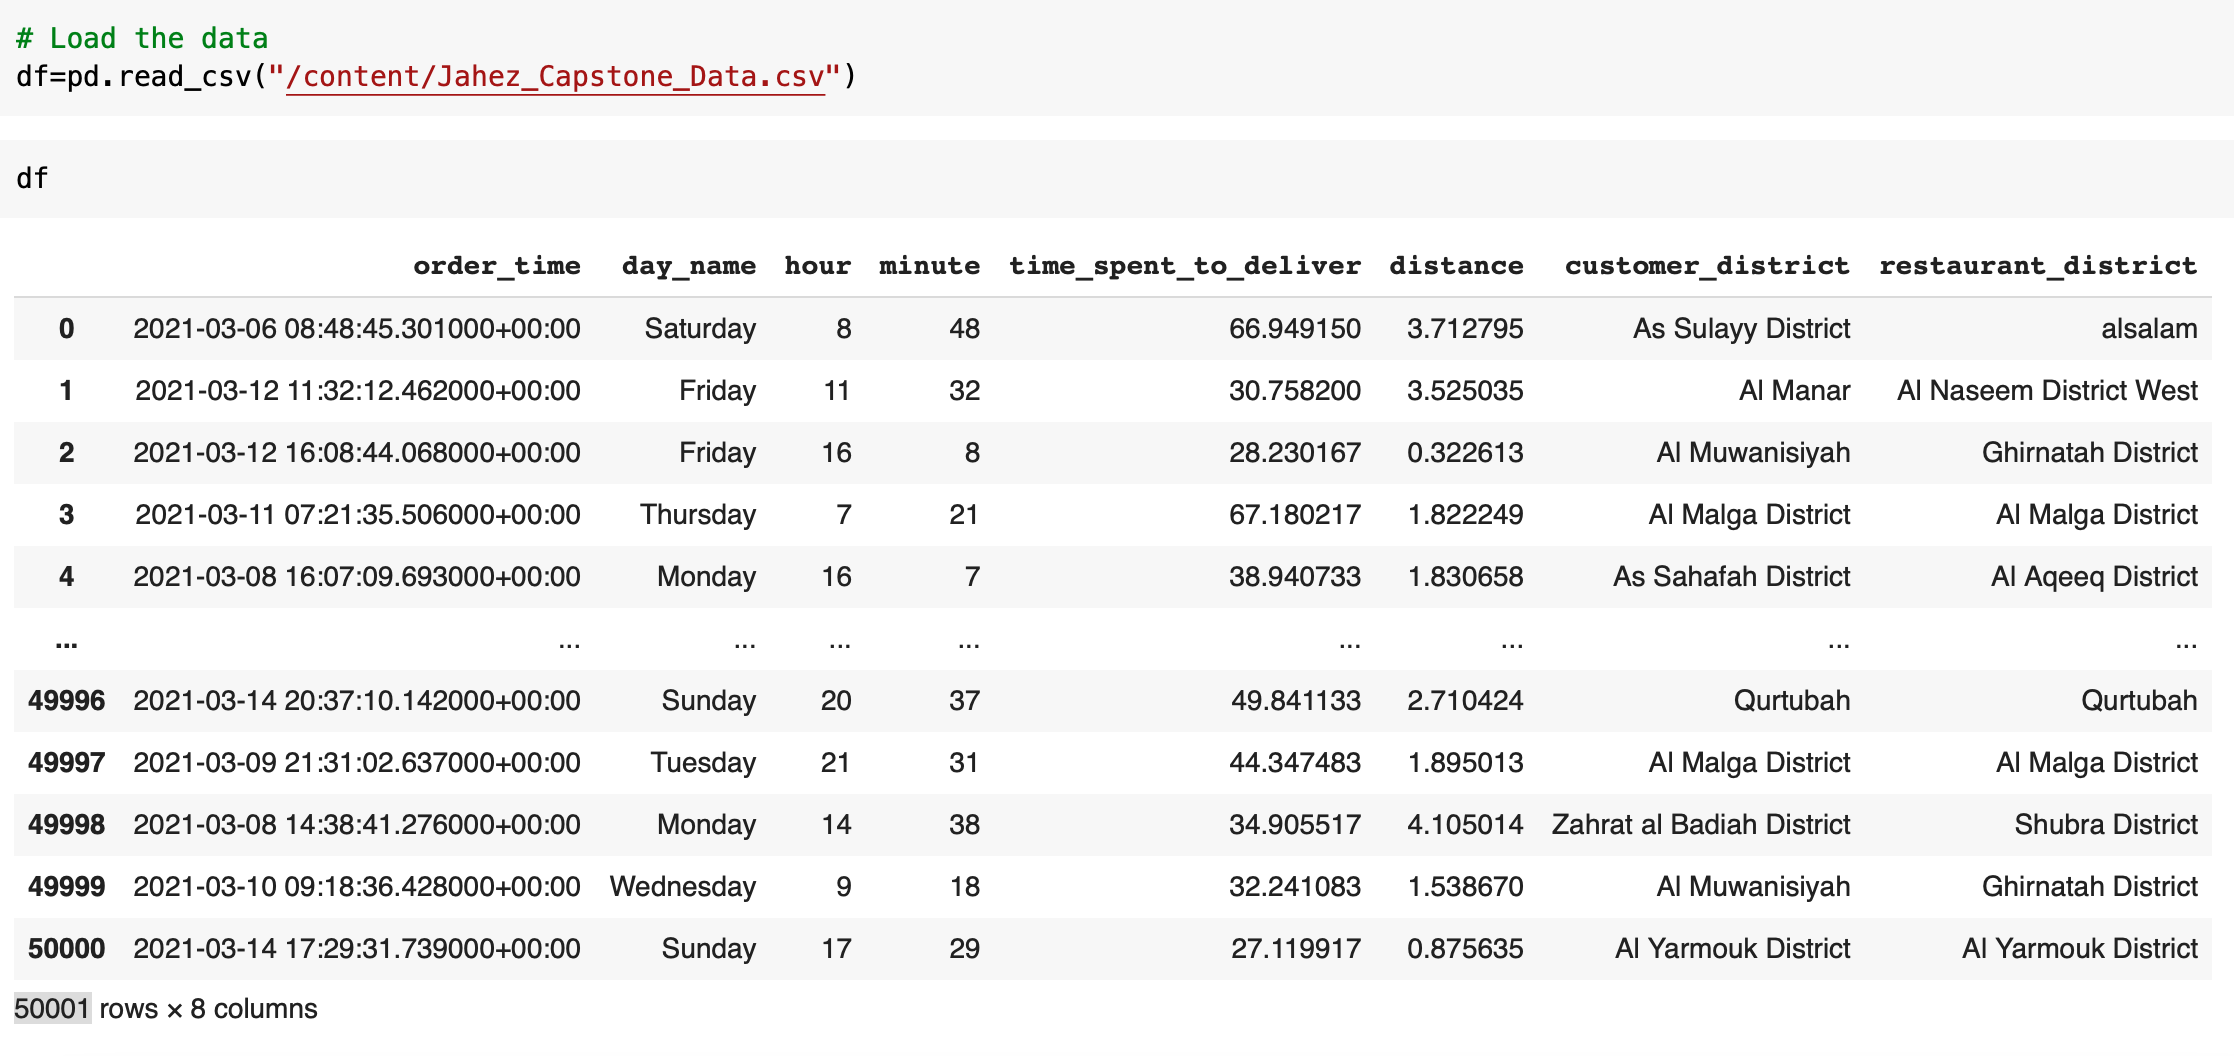 # Load the data
df=pd.read_csv("/content/Jahez_Capstone_Data.csv")
df
order_time day_name hour minute time_spent_to_deliver distance customer_district restaurant_district
0 2021-03-06 08:48:45.301000+00:00 Saturday 8 48 66.949150 3.712795 As Sulayy District alsalam
1 2021-03-12 11:32:12.462000+00:00 Friday 11 32 30.758200 3.525035 Al Manar Al Naseem District West
2 2021-03-12 16:08:44.068000+00:00 Friday 16 8 28.230167 0.322613 Al Muwanisiyah Ghirnatah District
3 2021-03-11 07:21:35.506000+00:00 Thursday 7 21 67.180217 1.822249 Al Malga District Al Malga District
4 2021-03-08 16:07:09.693000+00:00 Monday 16 7 38.940733 1.830658 As Sahafah District Al Aqeeq District
... ... ... ... ... ... ... ... ...
49996 2021-03-14 20:37:10.142000+00:00 Sunday 20 37 49.841133 2.710424 Qurtubah Qurtubah
49997 2021-03-09 21:31:02.637000+00:00 Tuesday 21 31 44.347483 1.895013 Al Malga District Al Malga District
49998 2021-03-08 14:38:41.276000+00:00 Monday 14 38 34.905517 4.105014 Zahrat al Badiah District Shubra District
49999 2021-03-10 09:18:36.428000+00:00 Wednesday 9 18 32.241083 1.538670 Al Muwanisiyah Ghirnatah District
50000 2021-03-14 17:29:31.739000+00:00 Sunday 17 29 27.119917 0.875635 Al Yarmouk District Al Yarmouk District
50001 rows × 8 columns